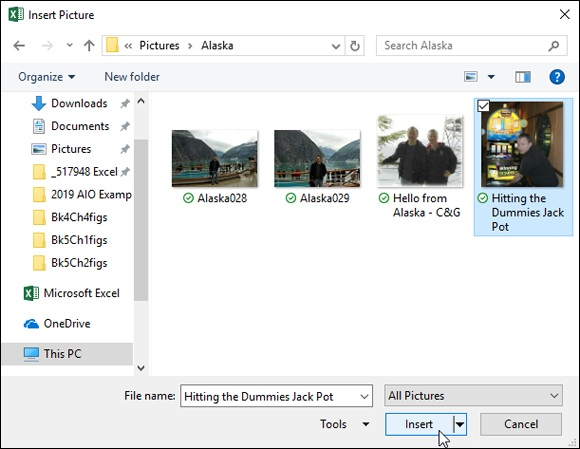 Insert Picture
« Pictures > Alaska
Search Alaska
Organize
New folder
Downloads
Documents
Pictures
_517948 Excel
2019 AIO Examp
Bk4Ch4figs
Bk5Ch1figs
Bk5Ch2figs
Microsoft Excel
OneDrive
This PC
Alaska028
Alaska029
Hello from
Alaska - C&G
Hitting the
Dummies Jack
Pot
File name: Hitting the Dummies Jack Pot
All Pictures
Tools
Insert
Cancel